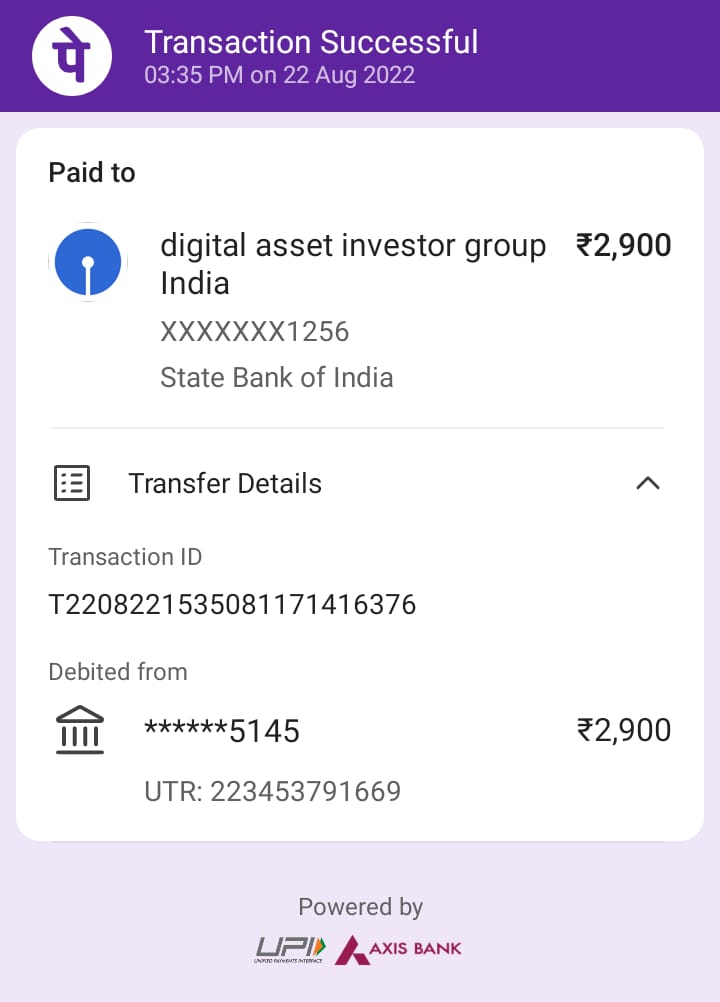 पे
Transaction Successful
03:35 PM on 22 Aug 2022
Paid to
digital asset investor group ₹2,900
India
XXXXXXX1256
State Bank of India
Transfer Details
Transaction ID
T2208221535081171416376
Debited from
******5145 ₹2,900
UTR: 223453791669
Powered by
UPI AXIS BANK
UNIFIED PAYMENTS INTERFACE